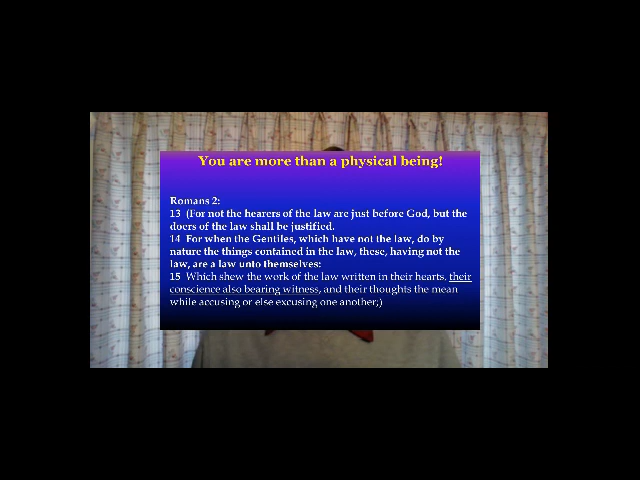 You are more than a physical being!
Romans 2:
13 (For not the hearers of the law are just before God, but the
doers of the law shall be justified.
14 For when the Gentiles, which have not the law, do by
nature the things contained in the law, these, having not the
law, are a law unto themselves:
15 Which shew the work of the law written in their hearts, their
conscience also bearing witness, and their thoughts the mean
while accusing or else excusing one another;)